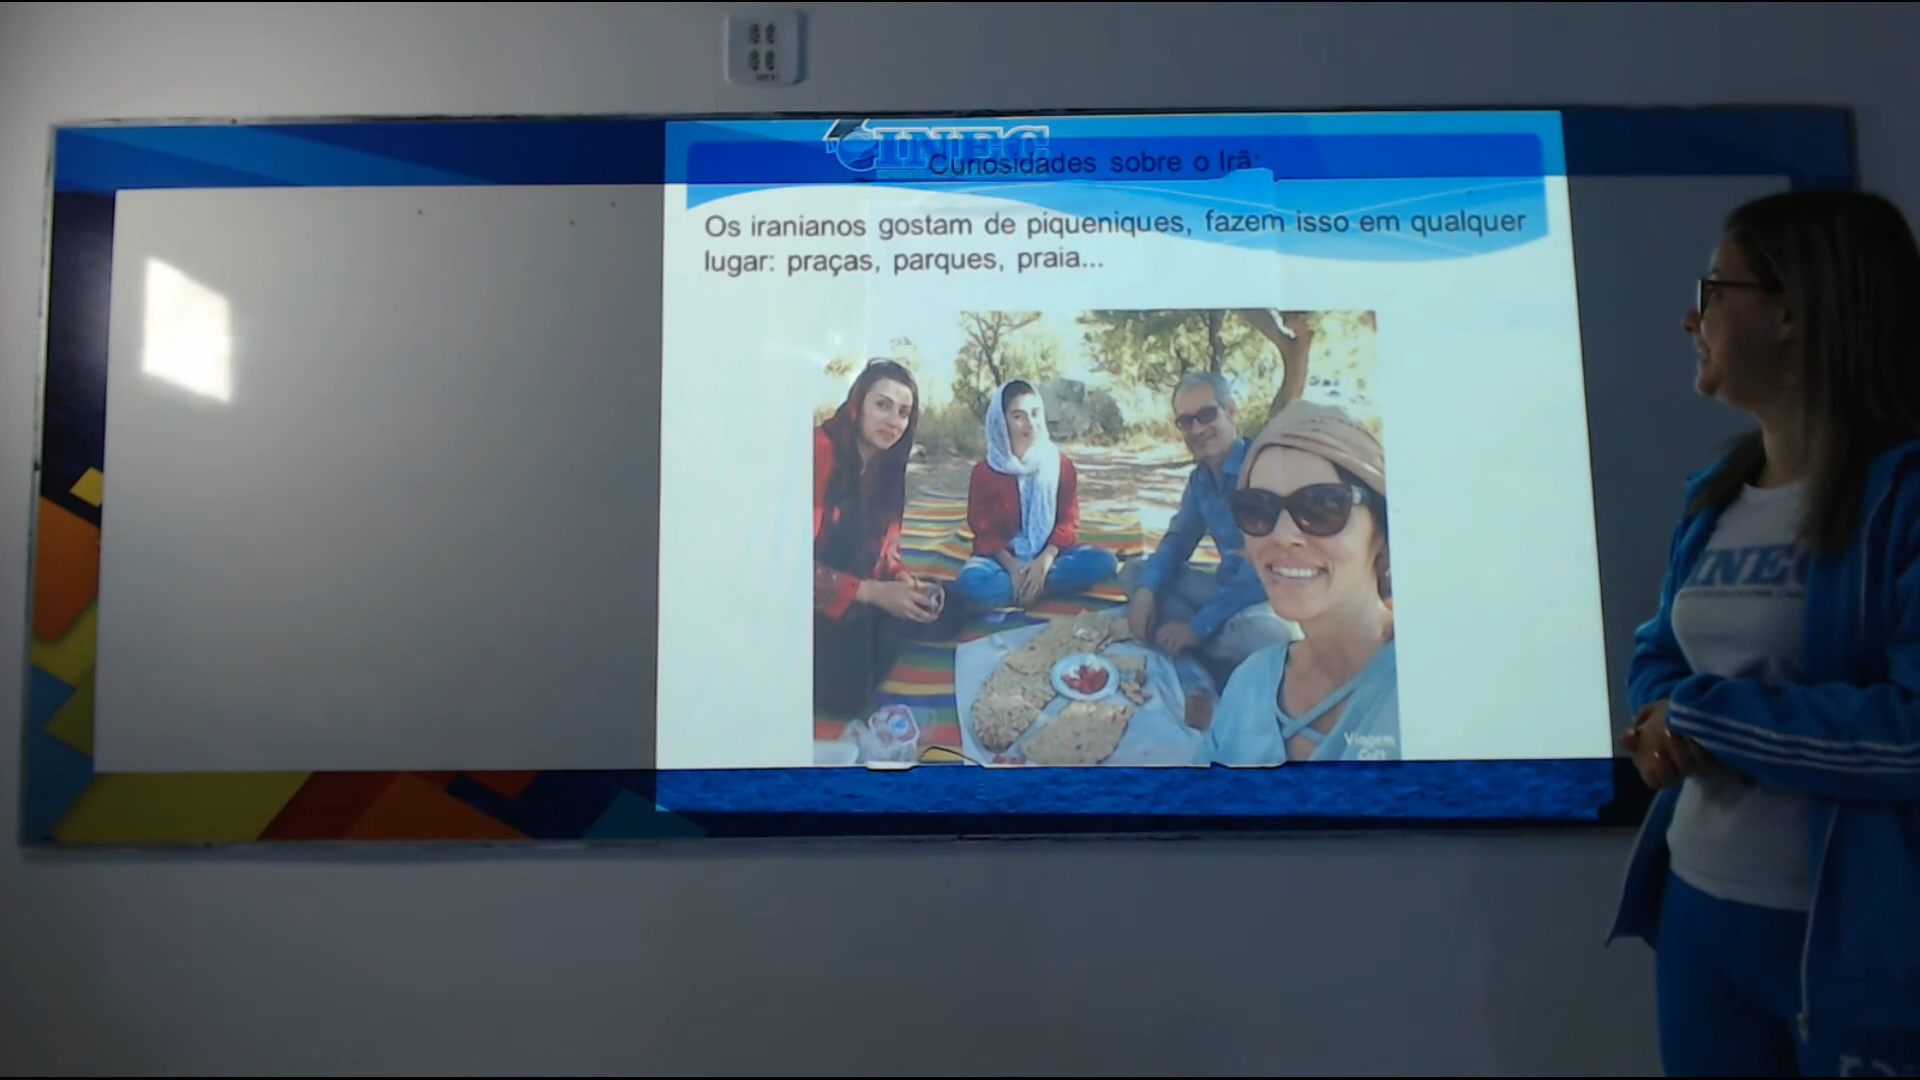 INEC
Curiosidades sobre o Irã:
Os iranianos gostam de piqueniques, fazem isso em qualquer
lugar: praças, parques, praia...
Viagem
INEC